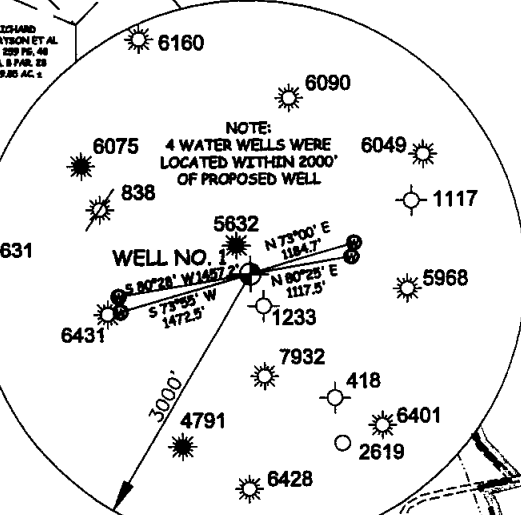 6160
6090
NOTE:
4 WATER WELLS WERE
LOCATED WITHIN 2000'
OF PROPOSED WELL
6075
6049
838
1117
5632
631
WELL NO. 1
N 73°00' E
1184.7'
S 80°28' W 1457.2'
N 80°25' E
1117.5'
S 73°55' W
1472.5'
5968
6431
1233
7932
418
3000'
4791
6401
2619
6428